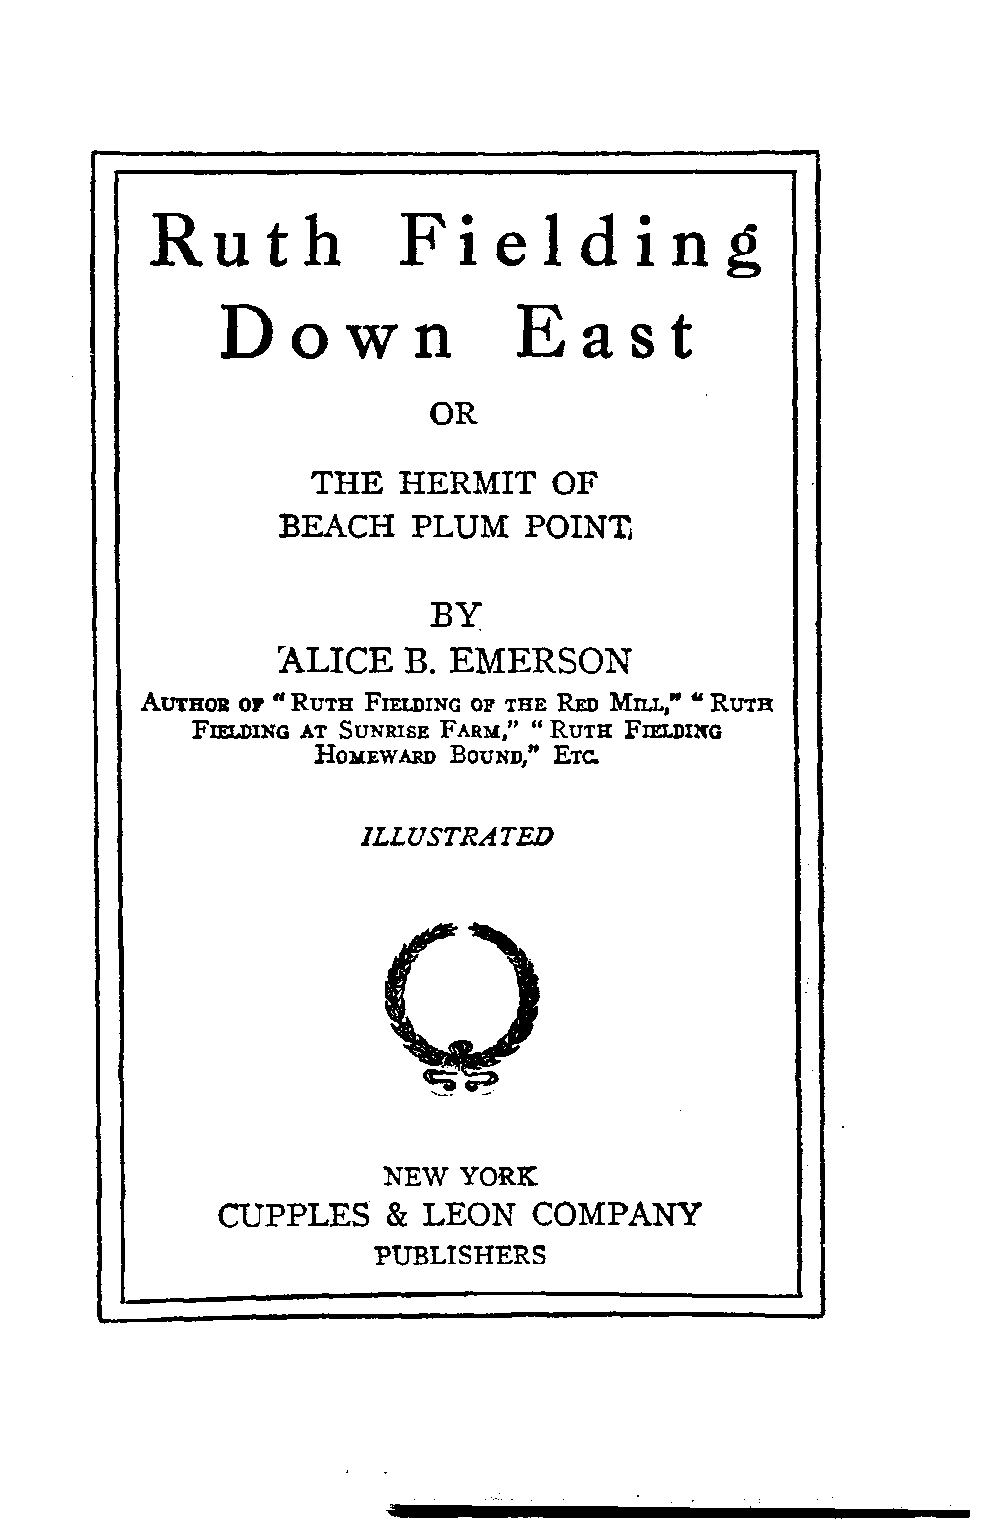 Ruth Fielding
Down East
OR
THE HERMIT OF
BEACH PLUM POINT
BY
ALICE B. EMERSON
AUTHOR OF "RUTH FIELDING OF THE RED MILL," "RUTH
FIELDING AT SUNRISE FARM," "RUTH FIELDING
HOMEWARD BOUND," ETC.
ILLUSTRATED
NEW YORK
CUPPLES & LEON COMPANY
PUBLISHERS